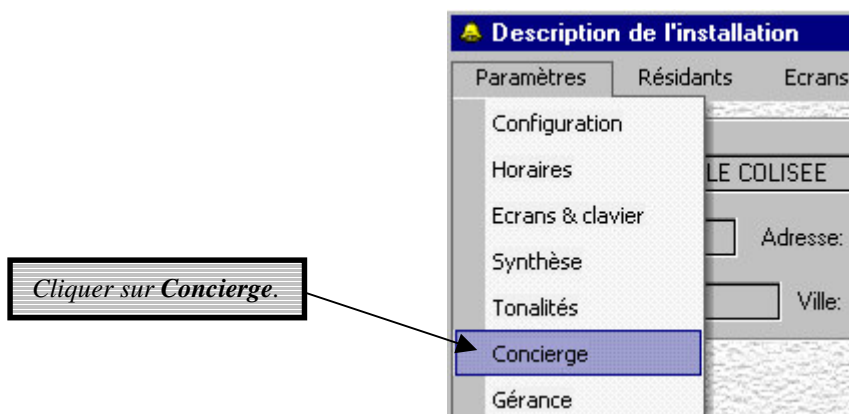 Description de l'installation
Paramètres Résidants Ecrans
Configuration
Horaires
LE COLISEE
Ecrans & clavier
Adresse:
Synthèse
Cliquer sur Concierge.
Tonalités
Ville:
Concierge
Gérance